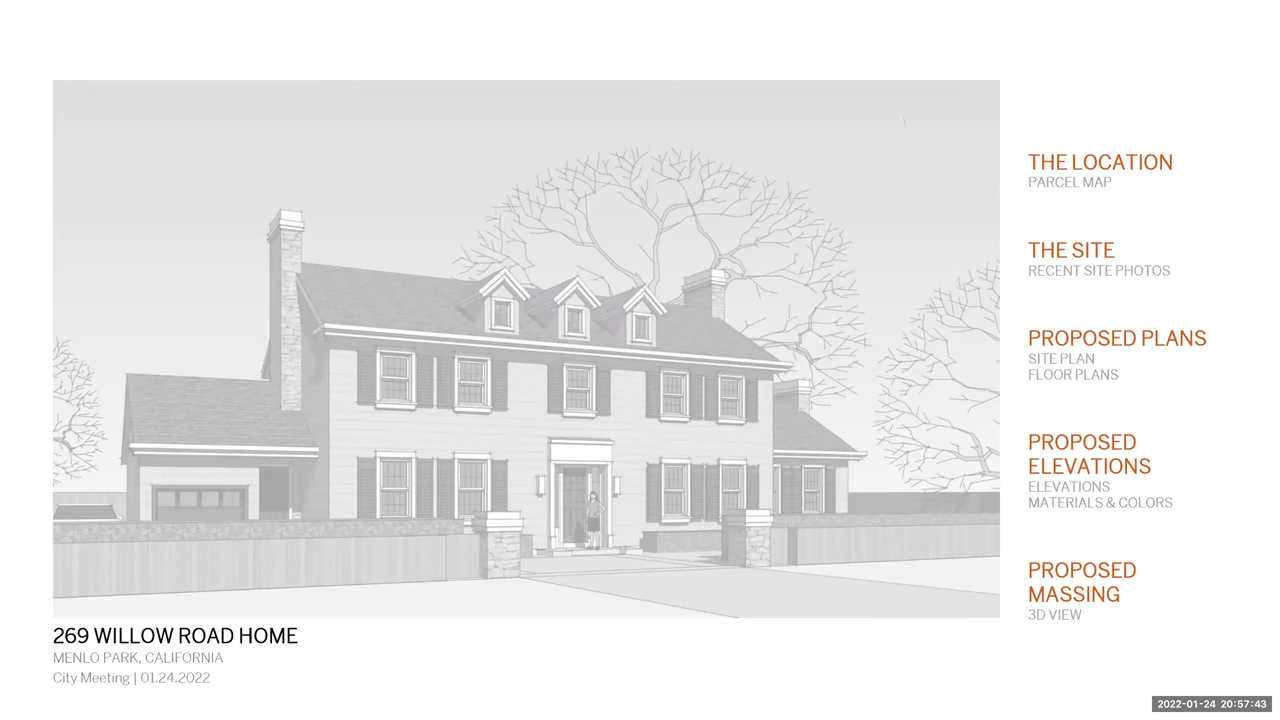 THE LOCATION
PARCEL MAP
THE SITE
RECENT SITE PHOTOS
PROPOSED PLANS
SITE PLAN
FLOOR PLANS
PROPOSED
ELEVATIONS
ELEVATIONS
MATERIALS & COLORS
PROPOSED
MASSING
3D VIEW
269 WILLOW ROAD HOME
MENLO PARK, CALIFORNIA
City Meeting | 01.24.2022
2022-01-24 20:57:43